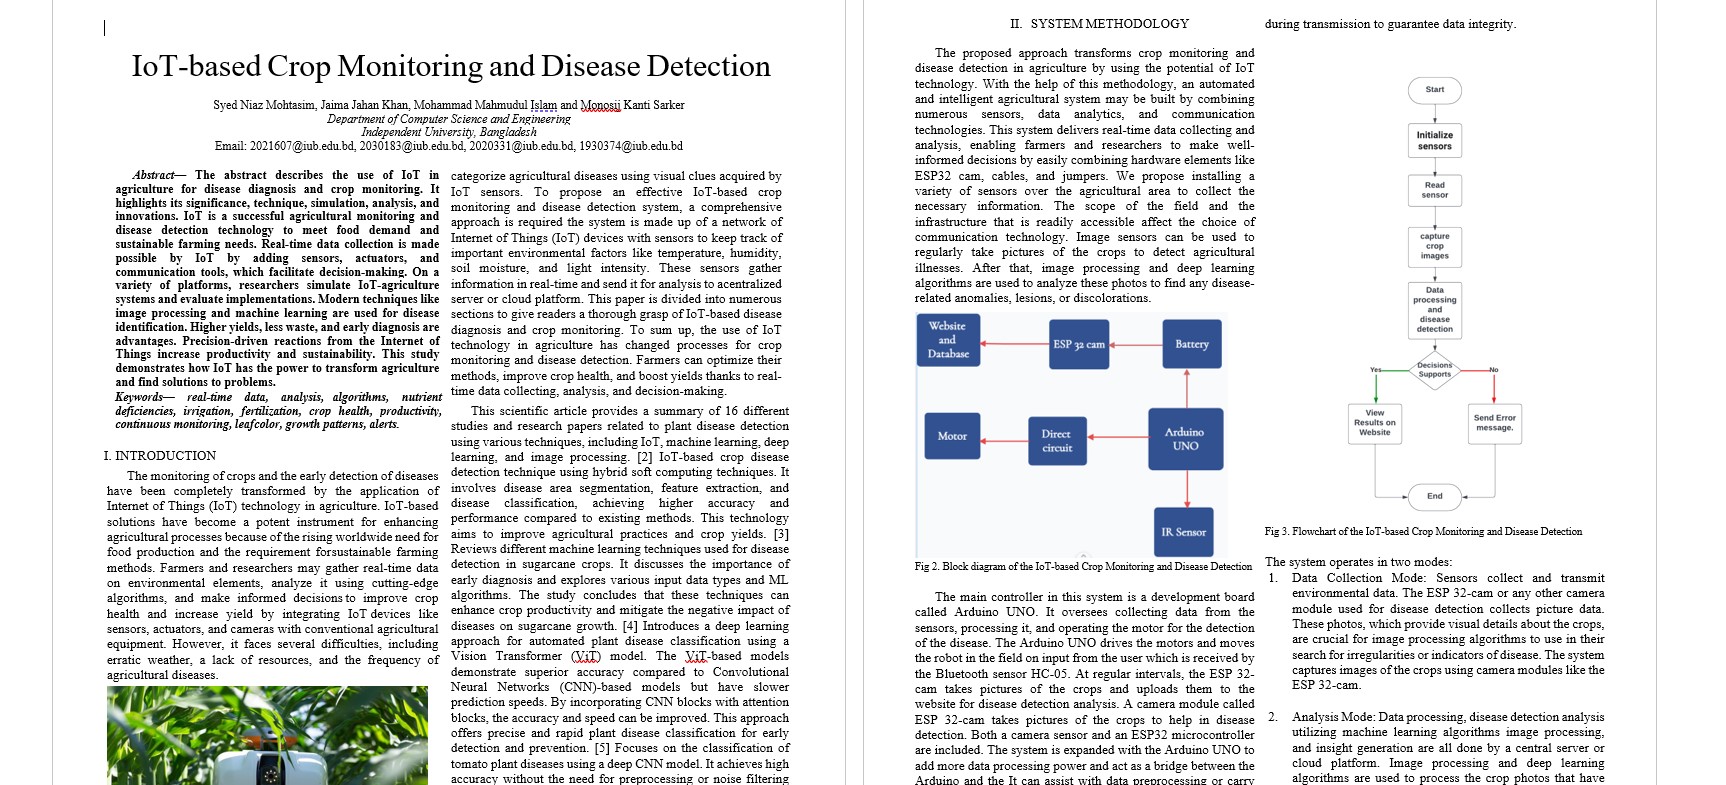 IoT-based Crop Monitoring and Disease Detection
Syed Niaz Mohtasim, Jaima Jahan Khan, Mohammad Mahmudul Islam and Monosij Kanti Sarker
Department of Computer Science and Engineering
Independent University, Bangladesh
Email: 2021607@iub.edu.bd, 2030183@iub.edu.bd, 2020331@iub.edu.bd, 1930374@iub.edu.bd
Abstract— The abstract describes the use of IoT in
agriculture for disease diagnosis and crop monitoring. It
highlights its significance, technique, simulation, analysis, and
innovations. IoT is a successful agricultural monitoring and
disease detection technology to meet food demand and
sustainable farming needs. Real-time data collection is made
possible by IoT by adding sensors, actuators, and
communication tools, which facilitate decision-making. On a
variety of platforms, researchers simulate IoT-agriculture
systems and evaluate implementations. Modern techniques like
image processing and machine learning are used for disease
identification. Higher yields, less waste, and early diagnosis are
advantages. Precision-driven reactions from the Internet of
Things increase productivity and sustainability. This study
demonstrates how IoT has the power to transform agriculture
and find solutions to problems.
Keywords— real-time data, analysis, algorithms, nutrient
deficiencies, irrigation, fertilization, crop health, productivity,
continuous monitoring, leafcolor, growth patterns, alerts.
I. INTRODUCTION
The monitoring of crops and the early detection of diseases
have been completely transformed by the application of
Internet of Things (IoT) technology in agriculture. IoT-based
solutions have become a potent instrument for enhancing
agricultural processes because of the rising worldwide need for
food production and the requirement forsustainable farming
methods. Farmers and researchers may gather real-time data
on environmental elements, analyze it using cutting-edge
algorithms, and make informed decisions to improve crop
health and increase yield by integrating IoT devices like
sensors, actuators, and cameras with conventional agricultural
equipment. However, it faces several difficulties, including
erratic weather, a lack of resources, and the frequency of
agricultural diseases.
categorize agricultural diseases using visual clues acquired by
IoT sensors. To propose an effective IoT-based crop
monitoring and disease detection system, a comprehensive
approach is required the system is made up of a network of
Internet of Things (IoT) devices with sensors to keep track of
important environmental factors like temperature, humidity,
soil moisture, and light intensity. These sensors gather
information in real-time and send it for analysis to acentralized
server or cloud platform. This paper is divided into numerous
sections to give readers a thorough grasp of IoT-based disease
diagnosis and crop monitoring. To sum up, the use of IoT
technology in agriculture has changed processes for crop
monitoring and disease detection. Farmers can optimize their
methods, improve crop health, and boost yields thanks to real-
time data collecting, analysis, and decision-making.
This scientific article provides a summary of 16 different
studies and research papers related to plant disease detection
using various techniques, including IoT, machine learning, deep
learning, and image processing. [2] IoT-based crop disease
detection technique using hybrid soft computing techniques. It
involves disease area segmentation, feature extraction, and
disease classification, achieving higher accuracy and
performance compared to existing methods. This technology
aims to improve agricultural practices and crop yields. [3]
Reviews different machine learning techniques used for disease
detection in sugarcane crops. It discusses the importance of
early diagnosis and explores various input data types and ML
algorithms. The study concludes that these techniques can
enhance crop productivity and mitigate the negative impact of
diseases on sugarcane growth. [4] Introduces a deep learning
approach for automated plant disease classification using a
Vision Transformer (ViT) model. The ViT-based models
demonstrate superior accuracy compared to Convolutional
Neural Networks (CNN)-based models but have slower
prediction speeds. By incorporating CNN blocks with attention
blocks, the accuracy and speed can be improved. This approach
offers precise and rapid plant disease classification for early
detection and prevention. [5] Focuses on the classification of
tomato plant diseases using a deep CNN model. It achieves high
accuracy without the need for preprocessing or noise filtering
II. SYSTEM METHODOLOGY
The proposed approach transforms crop monitoring and
disease detection in agriculture by using the potential of IoT
technology. With the help of this methodology, an automated
and intelligent agricultural system may be built by combining
numerous sensors, data analytics, and communication
technologies. This system delivers real-time data collecting and
analysis, enabling farmers and researchers to make well-
informed decisions by easily combining hardware elements like
ESP32 cam, cables, and jumpers. We propose installing a
variety of sensors over the agricultural area to collect the
necessary information. The scope of the field and the
infrastructure that is readily accessible affect the choice of
communication technology. Image sensors can be used to
regularly take pictures of the crops to detect agricultural
illnesses. After that, image processing and deep learning
algorithms are used to analyze these photos to find any disease-
related anomalies, lesions, or discolorations.
Website
and
Database
ESP 32 cam
Battery
Motor
Direct
circuit
Arduino
UNO
IR Sensor
Fig 2. Block diagram of the IoT-based Crop Monitoring and Disease Detection
The main controller in this system is a development board
called Arduino UNO. It oversees collecting data from the
sensors, processing it, and operating the motor for the detection
of the disease. The Arduino UNO drives the motors and moves
the robot in the field on input from the user which is received by
the Bluetooth sensor HC-05. At regular intervals, the ESP 32-
cam takes pictures of the crops and uploads them to the
website for disease detection analysis. A camera module called
ESP 32-cam takes pictures of the crops to help in disease
detection. Both a camera sensor and an ESP32 microcontroller
are included. The system is expanded with the Arduino UNO to
add more data processing power and act as a bridge between the
Arduino and the It can assist with data preprocessing or carry
during transmission to guarantee data integrity.
Start
Initialize
sensors
Read
sensor
capture
crop
images
Data
processing
and
disease
detection
Decisions
Supports
Yes
No
View
Results on
Website
Send Error
message.
End
Fig 3. Flowchart of the IoT-based Crop Monitoring and Disease Detection
The system operates in two modes:
1. Data Collection Mode: Sensors collect and transmit
environmental data. The ESP 32-cam or any other camera
module used for disease detection collects picture data.
These photos, which provide visual details about the crops,
are crucial for image processing algorithms to use in their
search for irregularities or indicators of disease. The system
captures images of the crops using camera modules like the
ESP 32-cam.
2. Analysis Mode: Data processing, disease detection analysis
utilizing machine learning algorithms image processing,
and insight generation are all done by a central server or
cloud platform. Image processing and deep learning
algorithms are used to process the crop photos that have